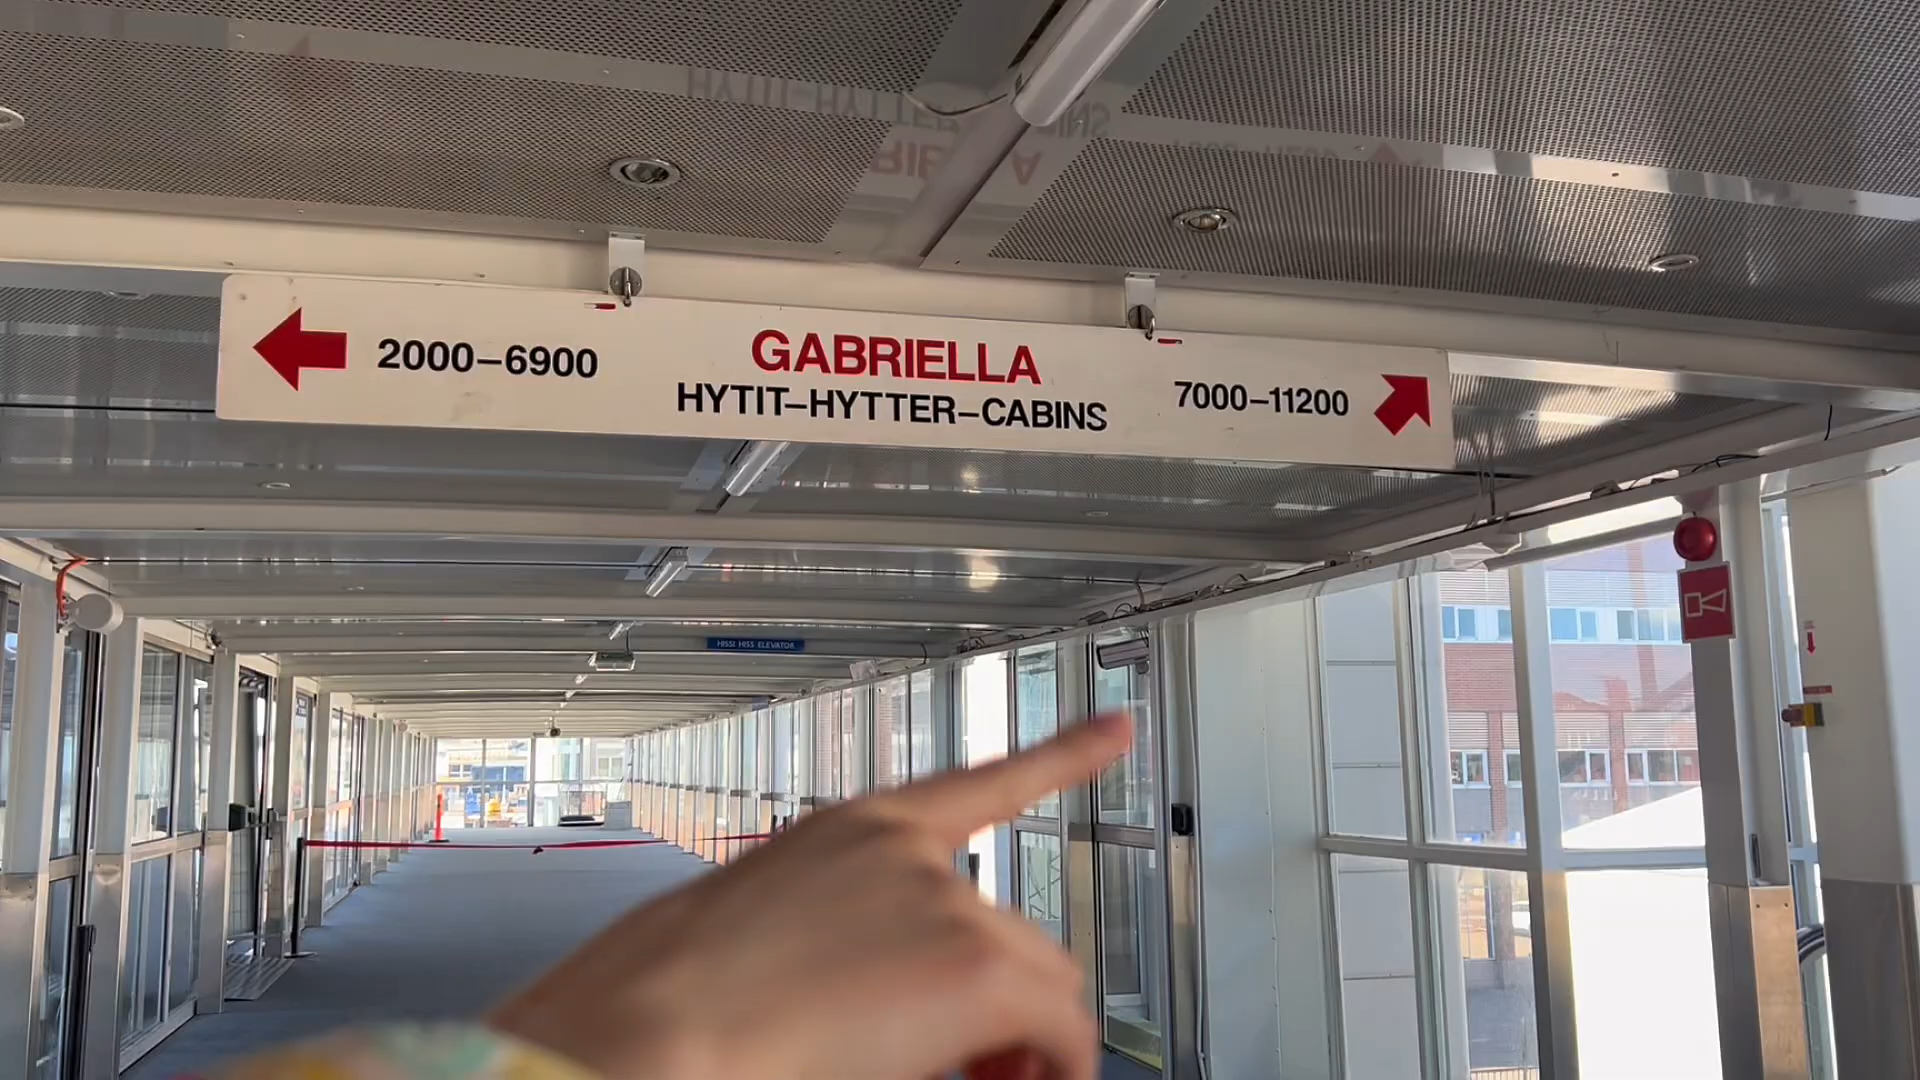 2000–6900
GABRIELLA
HYTIT–HYTTER–CABINS
7000–11200
HISSI HISS ELEVATOR